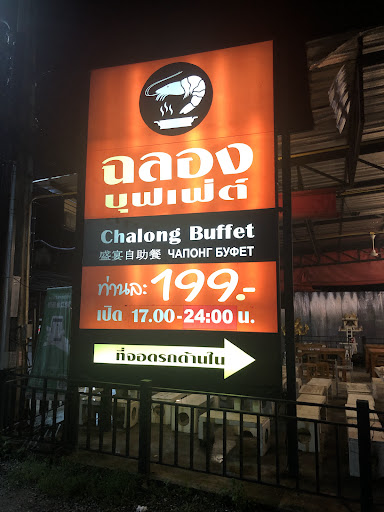 ฉลอง
บุฟเฟ่ต์
Chalong Buffet
盛宴自助餐 ЧАЛОНГ БУФЕТ
ท่านละ 199.-
เปิด 17.00-24:00 น.
ที่จอดรถด้านใน